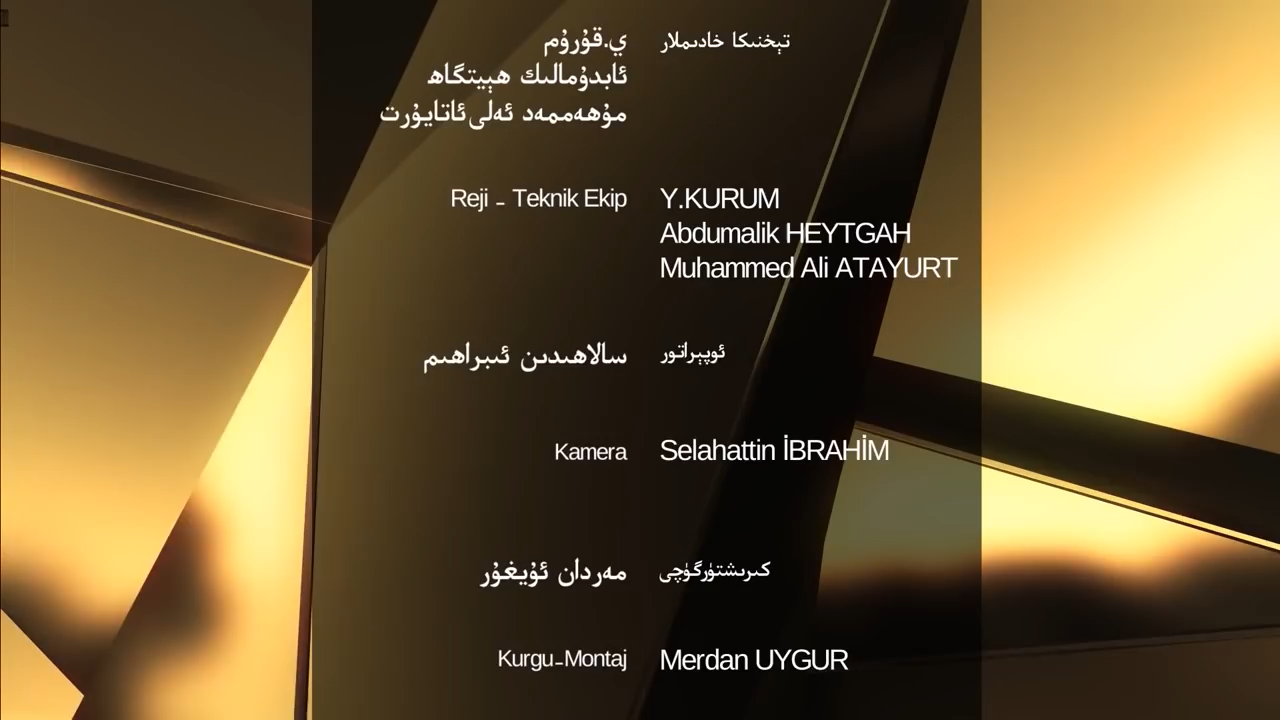 تېخنىكا خادىملار ي.قۇرۇم
ئابدۇمالىك ھېيتگاھ
مۇھەممەد ئەلى ئاتايۇرت
Reji - Teknik Ekip Y.KURUM
Abdumalik HEYTGAH
Muhammed Ali ATAYURT
ئوپېراتور سالاھىدىن ئىبراھىم
Kamera Selahattin İBRAHİM
كىرىشتۈرگۈچى مەردان ئۇيغۇر
Kurgu-Montaj Merdan UYGUR